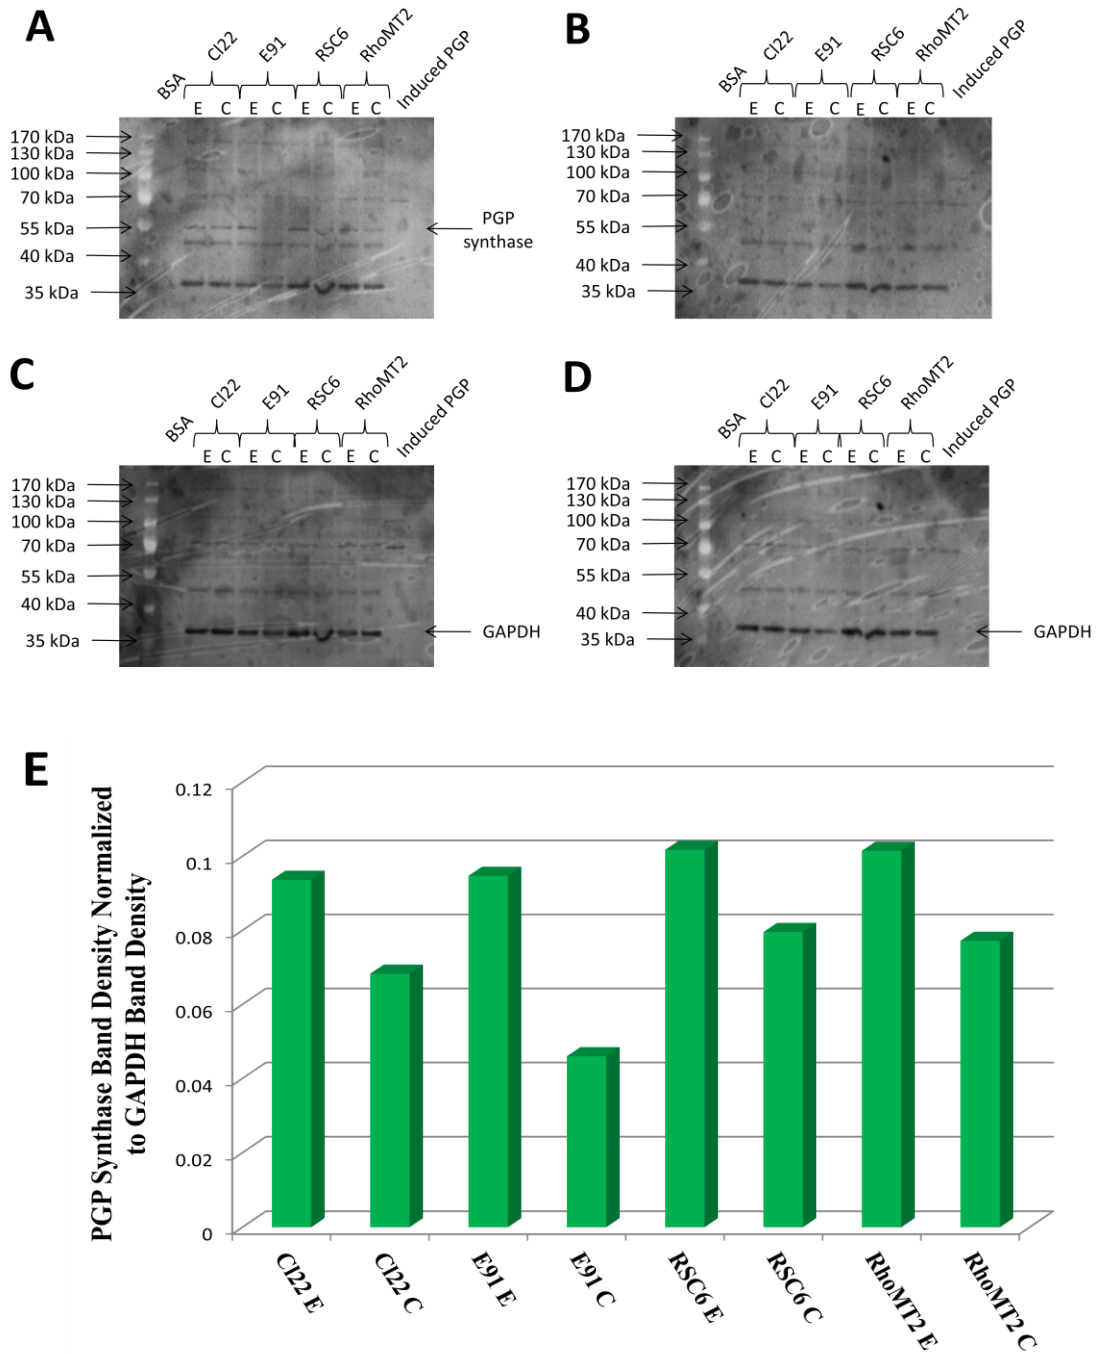 A
BSA
Cl22
E91
RSC6
RhoMT2
Induced PGP
E C E C E C E C
170 kDa
130 kDa
100 kDa
70 kDa
55 kDa
40 kDa
35 kDa
PGP
synthase
B
BSA
Cl22
E91
RSC6
RhoMT2
Induced PGP
E C E C E C E C
170 kDa
130 kDa
100 kDa
70 kDa
55 kDa
40 kDa
35 kDa
C
BSA
Cl22
E91
RSC6
RhoMT2
Induced PGP
E C E C E C E C
170 kDa
130 kDa
100 kDa
70 kDa
55 kDa
40 kDa
35 kDa
GAPDH
D
BSA
Cl22
E91
RSC6
RhoMT2
Induced PGP
E C E C E C E C
170 kDa
130 kDa
100 kDa
70 kDa
55 kDa
40 kDa
35 kDa
GAPDH
E
PGP Synthase Band Density Normalized
to GAPDH Band Density
0.12
0.1
0.08
0.06
0.04
0.02
0
Cl22 E
Cl22 C
E91 E
E91 C
RSC6 E
RSC6 C
RhoMT2 E
RhoMT2 C